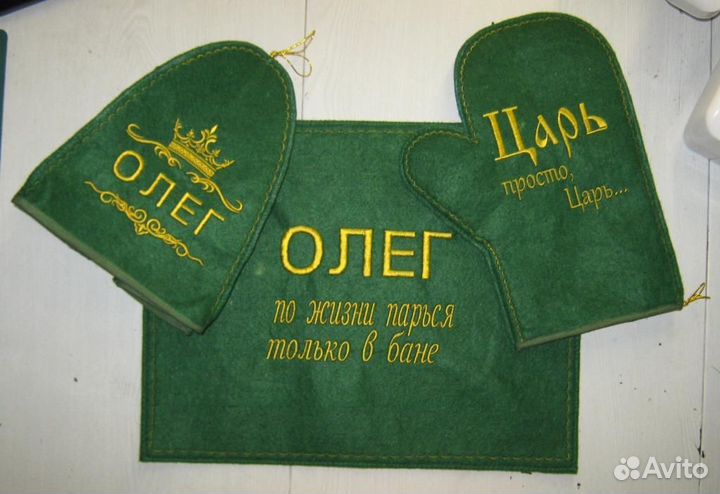 ОЛЕГ
Царь
просто,
Царь...
ОЛЕГ
по жизни парься
только в бане
Avito